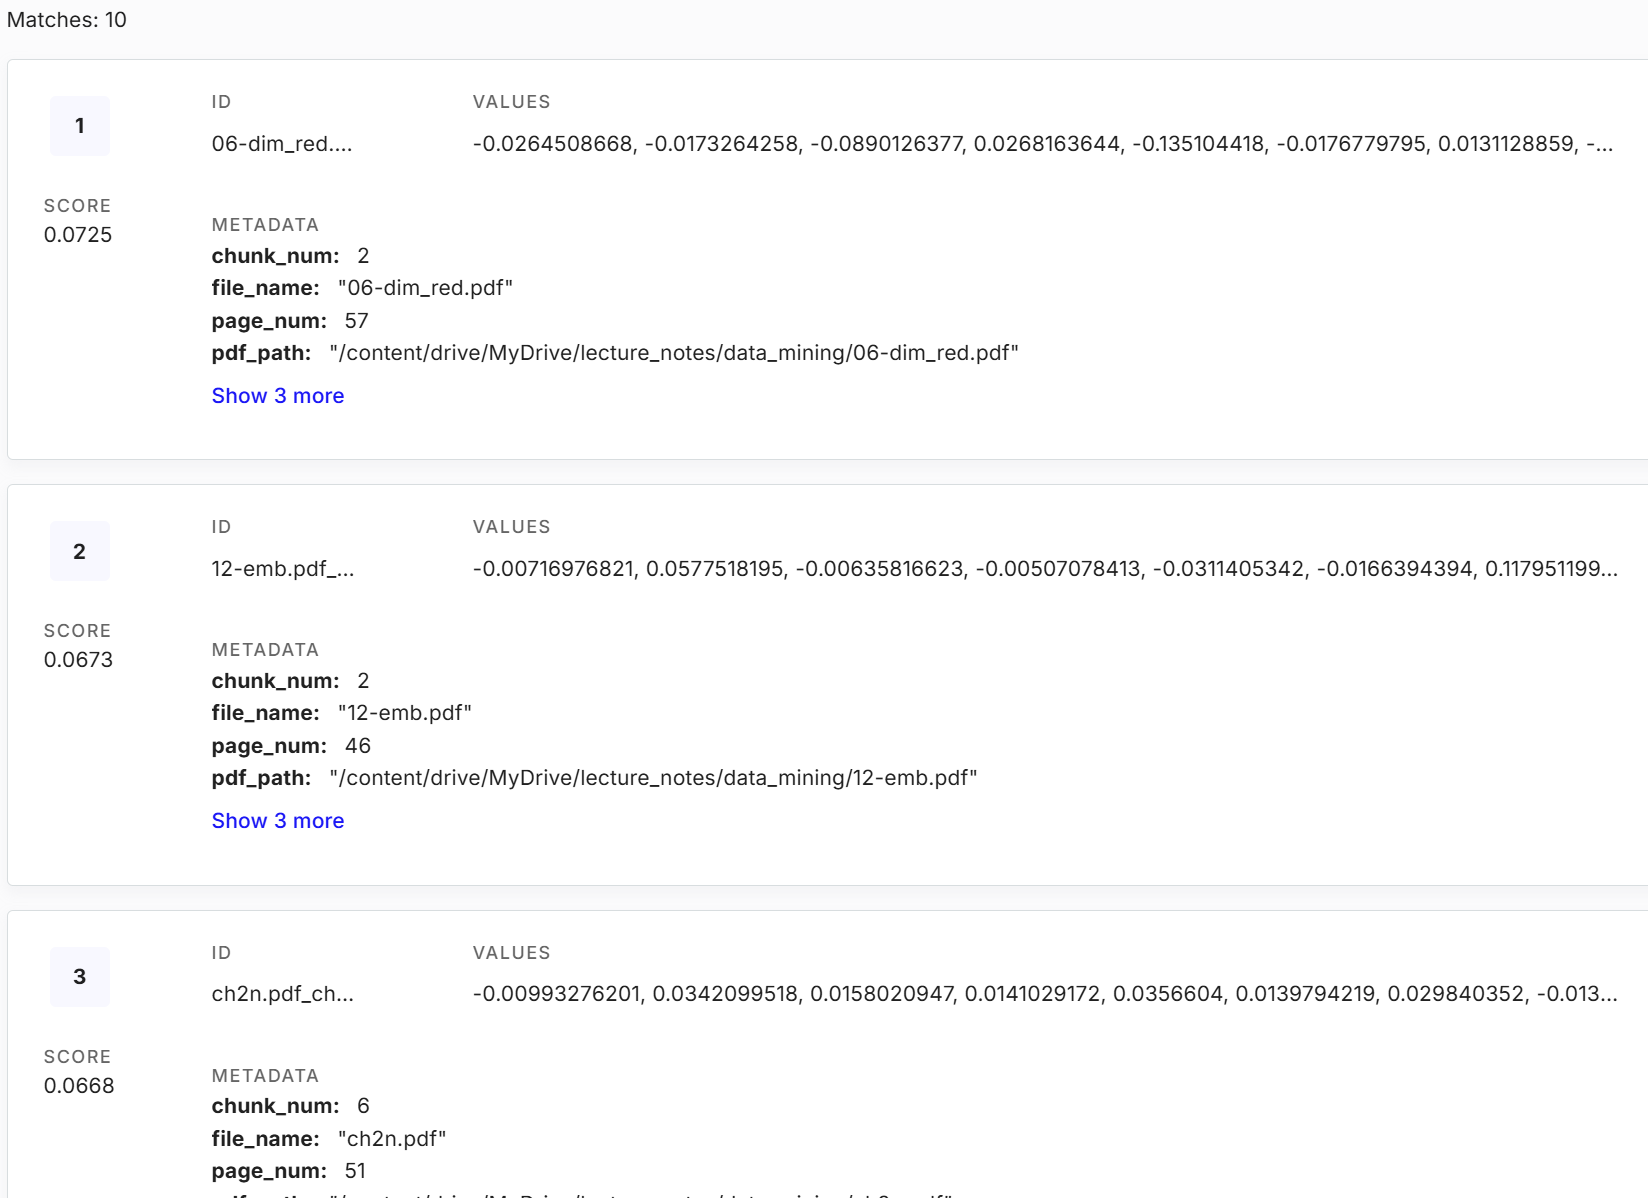 Matches: 10
1
ID
VALUES
06-dim_red....
-0.0264508668, -0.0173264258, -0.0890126377, 0.0268163644, -0.135104418, -0.0176779795, 0.0131128859, -...
SCORE
0.0725
METADATA
chunk_num: 2
file_name: "06-dim_red.pdf"
page_num: 57
pdf_path: "/content/drive/MyDrive/lecture_notes/data_mining/06-dim_red.pdf"
Show 3 more
2
ID
VALUES
12-emb.pdf_...
-0.00716976821, 0.0577518195, -0.00635816623, -0.00507078413, -0.0311405342, -0.0166394394, 0.117951199...
SCORE
0.0673
METADATA
chunk_num: 2
file_name: "12-emb.pdf"
page_num: 46
pdf_path: "/content/drive/MyDrive/lecture_notes/data_mining/12-emb.pdf"
Show 3 more
3
ID
VALUES
ch2n.pdf_ch...
-0.00993276201, 0.0342099518, 0.0158020947, 0.0141029172, 0.0356604, 0.0139794219, 0.029840352, -0.013...
SCORE
0.0668
METADATA
chunk_num: 6
file_name: "ch2n.pdf"
page_num: 51